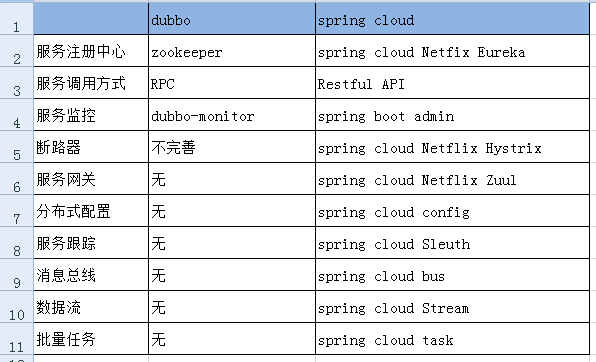 1 dubbo spring cloud
2 服务注册中心 zookeeper spring cloud Netfix Eureka
3 服务调用方式 RPC Restful API
4 服务监控 dubbo-monitor spring boot admin
5 断路器 不完善 spring cloud Netflix Hystrix
6 服务网关 无 spring cloud Netflix Zuul
7 分布式配置 无 spring cloud config
8 服务跟踪 无 spring cloud Sleuth
9 消息总线 无 spring cloud bus
10 数据流 无 spring cloud Stream
11 批量任务 无 spring cloud task